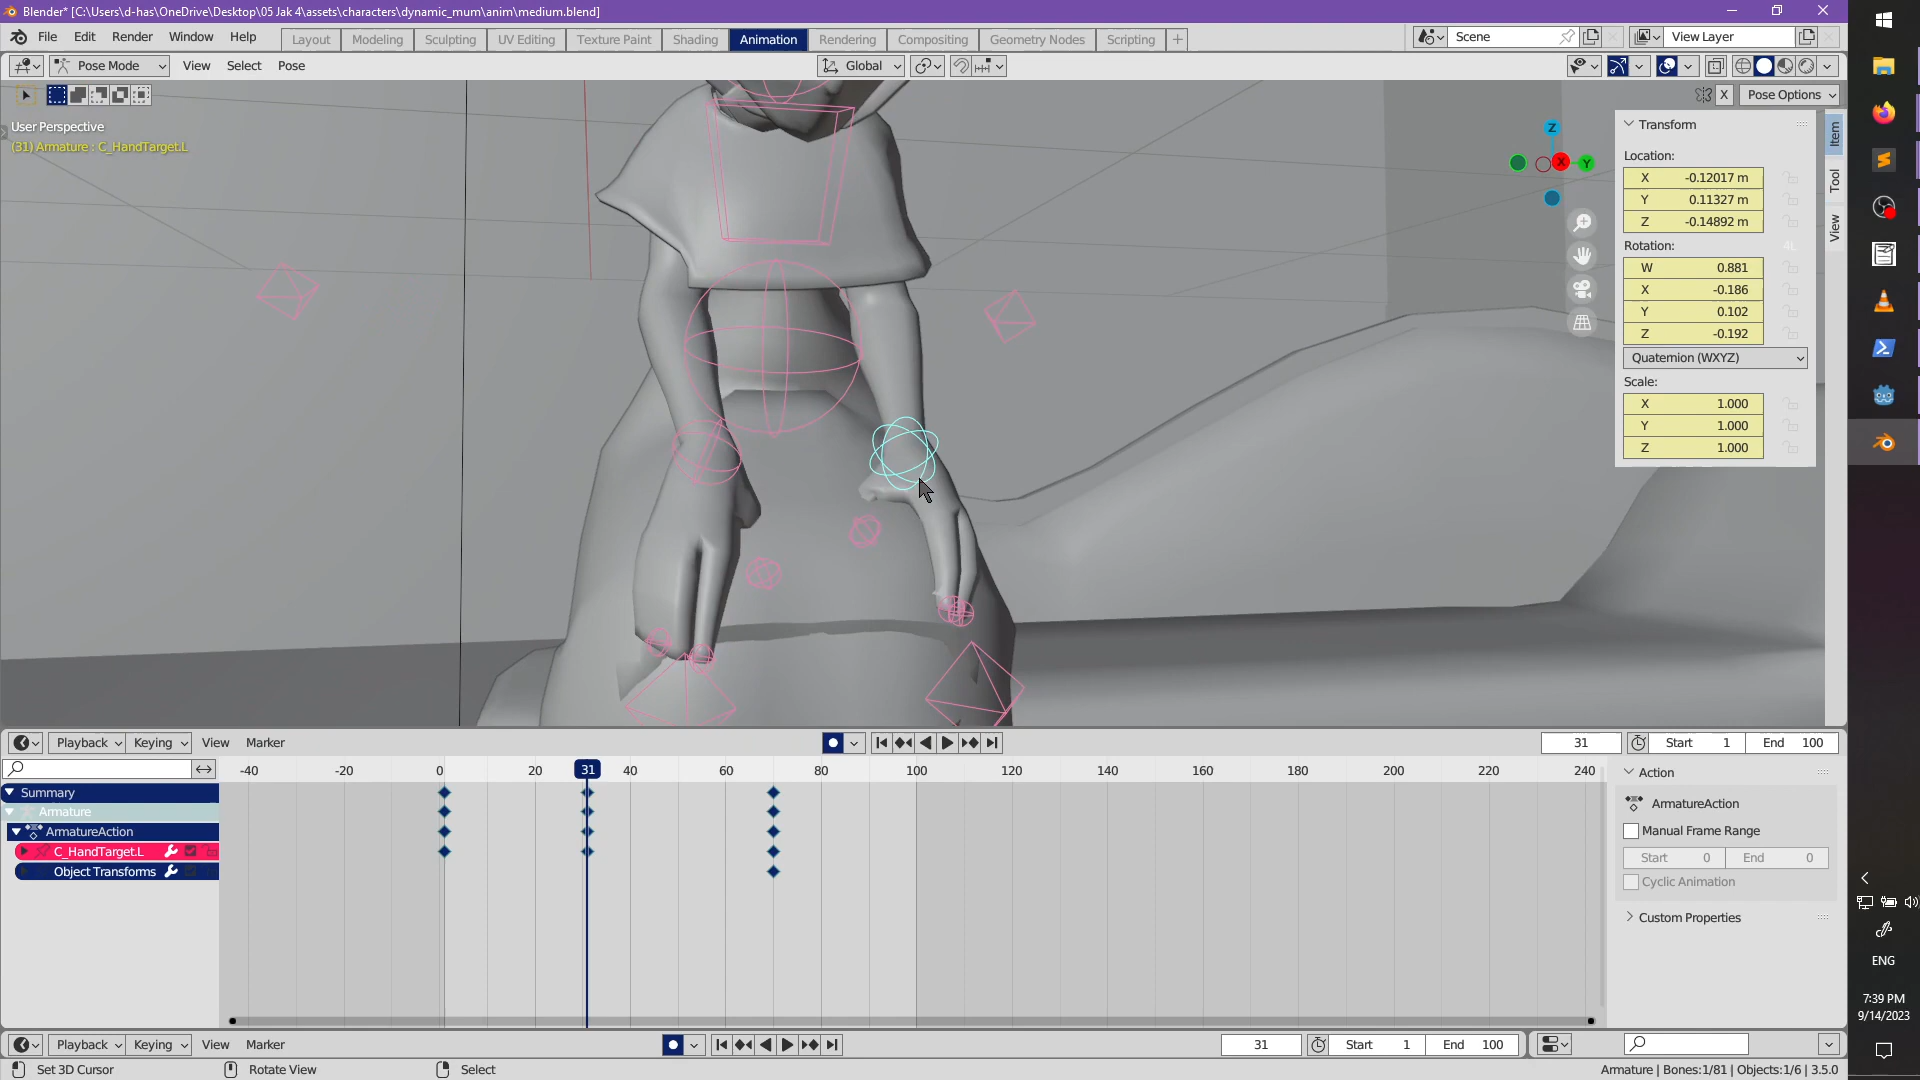 Blender* [C:\Users\d-has\OneDrive\Desktop\05 Jak 4\assets\characters\dynamic_mum\anim\medium.blend]
File Edit Render Window Help Layout Modeling Sculpting UV Editing Texture Paint Shading Animation Rendering Compositing Geometry Nodes Scripting + Scene View Layer
Pose Mode View Select Pose Global
X Pose Options
User Perspective
(31) Armature : C_HandTarget.L
Z X Y
Item
Tool
View
Transform
Location:
X -0.12017 m
Y 0.11327 m
Z -0.14892 m
Rotation: 4L
W 0.881
X -0.186
Y 0.102
Z -0.192
Quaternion (WXYZ)
Scale:
X 1.000
Y 1.000
Z 1.000
Playback Keying View Marker 31 Start 1 End 100
-40 -20 0 20 31 40 60 80 100 120 140 160 180 200 220 240
Summary
Armature
ArmatureAction
C_HandTarget.L
Object Transforms
Action
ArmatureAction
Manual Frame Range
Start 0 End 0
Cyclic Animation
Custom Properties
Playback Keying View Marker 31 Start 1 End 100
Set 3D Cursor Rotate View Select Armature | Bones:1/81 | Objects:1/6 | 3.5.0
ENG
7:39 PM
9/14/2023